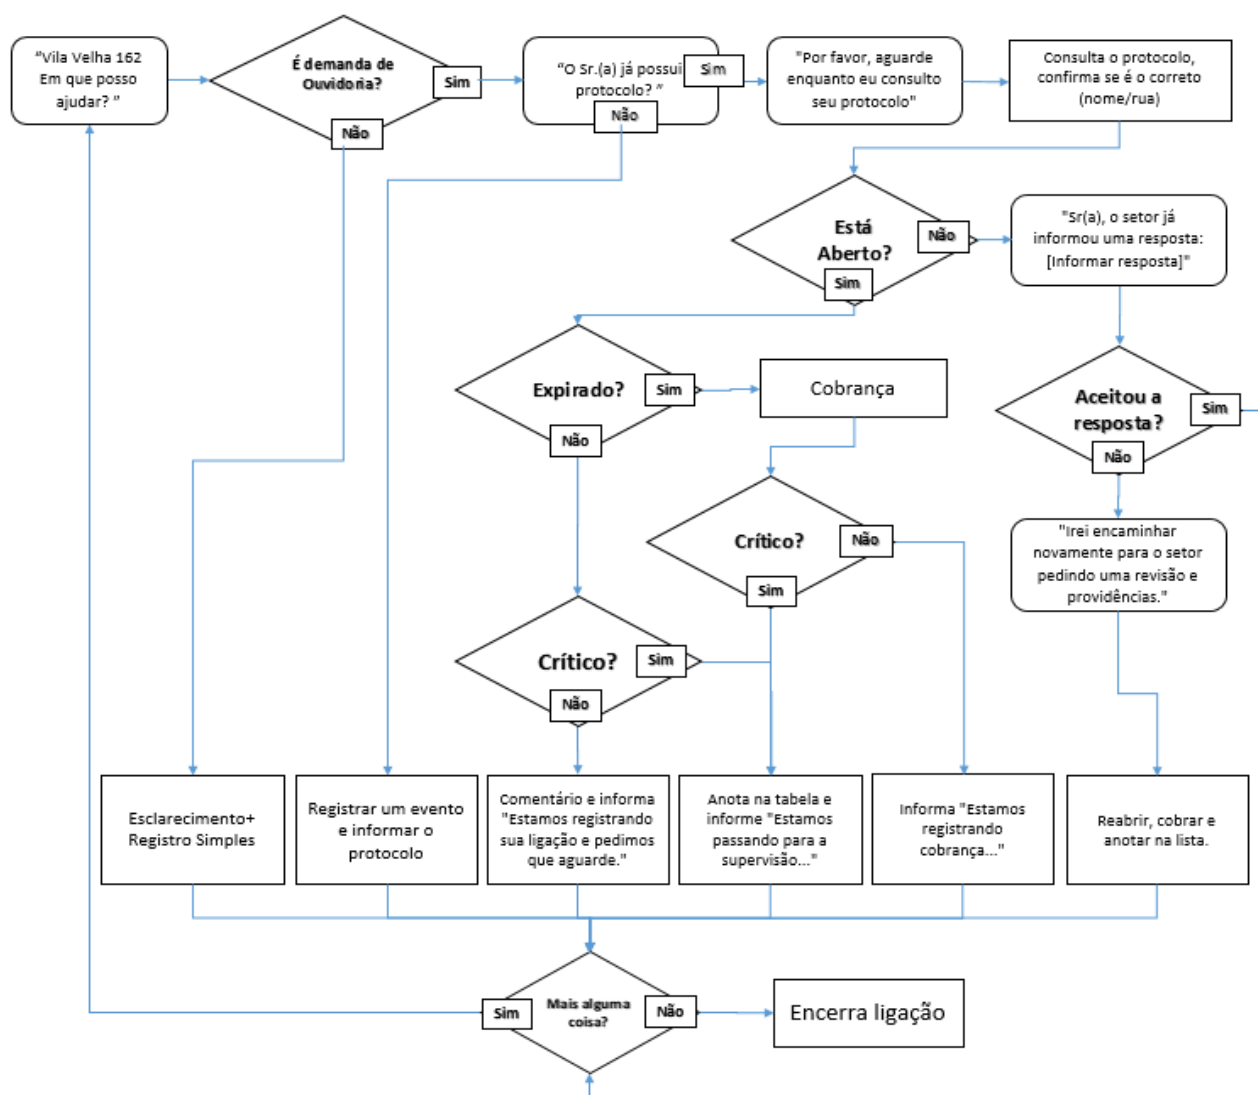 “Vila Velha 162
Em que posso
ajudar? ”
É demanda de
Ouvidoria?
Sim
Não
“O Sr.(a) já possui
protocolo? ”
Sim
Não
"Por favor, aguarde
enquanto eu consulto
seu protocolo"
Consulta o protocolo,
confirma se é o correto
(nome/rua)
Está
Aberto?
Não
Sim
"Sr(a), o setor já
informou uma resposta:
[Informar resposta]"
Expirado?
Sim
Não
Cobrança
Aceitou a
resposta?
Sim
Não
Crítico?
Não
Sim
"Irei encaminhar
novamente para o setor
pedindo uma revisão e
providências."
Crítico?
Sim
Não
Esclarecimento+
Registro Simples
Registrar um evento
e informar o
protocolo
Comentário e informa
"Estamos registrando
sua ligação e pedimos
que aguarde."
Anota na tabela e
informe "Estamos
passando para a
supervisão..."
Informa "Estamos
registrando
cobrança..."
Reabrir, cobrar e
anotar na lista.
Mais alguma
coisa?
Sim
Não
Encerra ligação